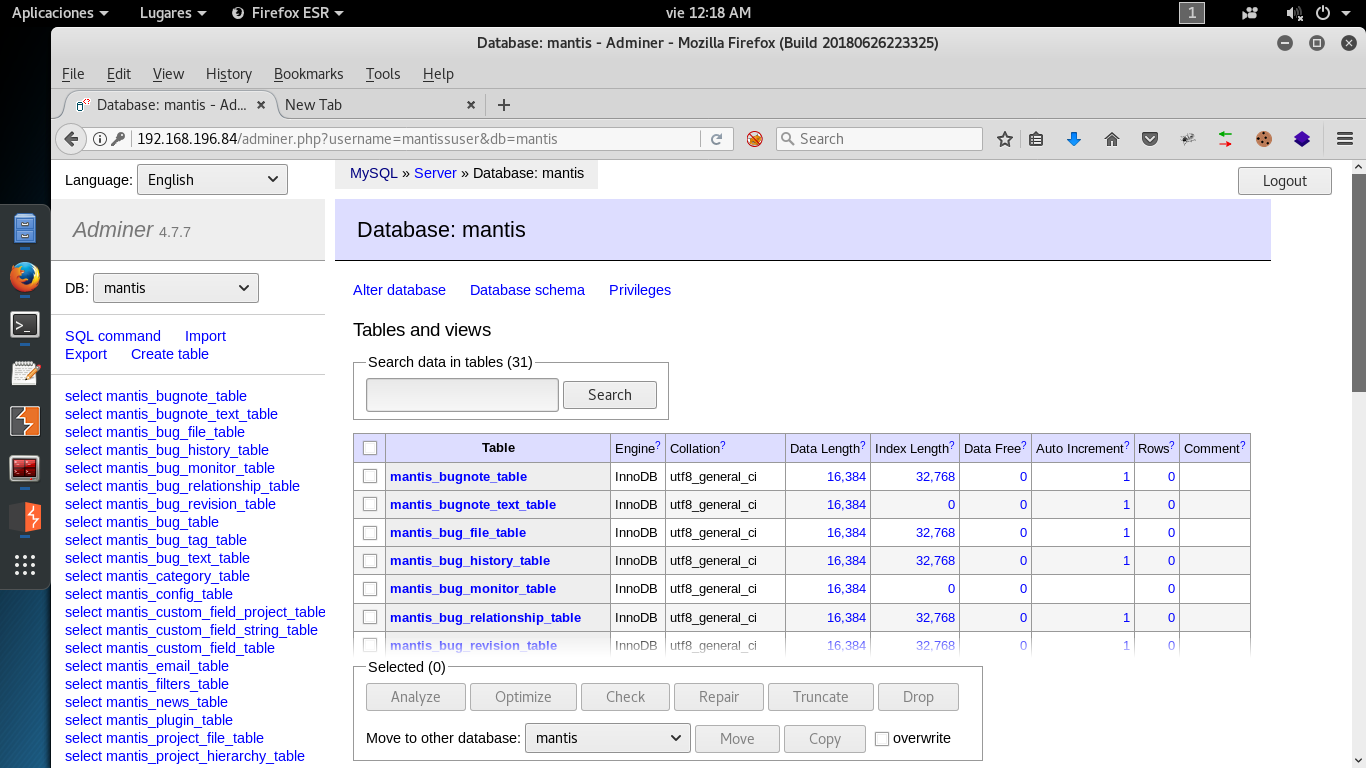 Aplicaciones Lugares Firefox ESR vie 12:18 AM 1
Database: mantis - Adminer - Mozilla Firefox (Build 20180626223325)
File Edit View History Bookmarks Tools Help
Database: mantis - Ad... New Tab
192.168.196.84/adminer.php?username=mantissuser&db=mantis Search
Language: English MySQL » Server » Database: mantis Logout
Adminer 4.7.7 Database: mantis
DB: mantis
Alter database Database schema Privileges
SQL command Import
Export Create table
Tables and views
Search data in tables (31)
Search
select mantis_bugnote_table
select mantis_bugnote_text_table
select mantis_bug_file_table
select mantis_bug_history_table
select mantis_bug_monitor_table
select mantis_bug_relationship_table
select mantis_bug_revision_table
select mantis_bug_table
select mantis_bug_tag_table
select mantis_bug_text_table
select mantis_category_table
select mantis_config_table
select mantis_custom_field_project_table
select mantis_custom_field_string_table
select mantis_custom_field_table
select mantis_email_table
select mantis_filters_table
select mantis_news_table
select mantis_plugin_table
select mantis_project_file_table
select mantis_project_hierarchy_table
Table Engine? Collation? Data Length? Index Length? Data Free? Auto Increment? Rows? Comment?
mantis_bugnote_table InnoDB utf8_general_ci 16,384 32,768 0 1 0
mantis_bugnote_text_table InnoDB utf8_general_ci 16,384 0 0 1 0
mantis_bug_file_table InnoDB utf8_general_ci 16,384 32,768 0 1 0
mantis_bug_history_table InnoDB utf8_general_ci 16,384 32,768 0 1 0
mantis_bug_monitor_table InnoDB utf8_general_ci 16,384 0 0 0
mantis_bug_relationship_table InnoDB utf8_general_ci 16,384 32,768 0 1 0
mantis_bug_revision_table InnoDB utf8_general_ci 16,384 32,768 0 1 0
Selected (0)
Analyze Optimize Check Repair Truncate Drop
Move to other database: mantis Move Copy overwrite